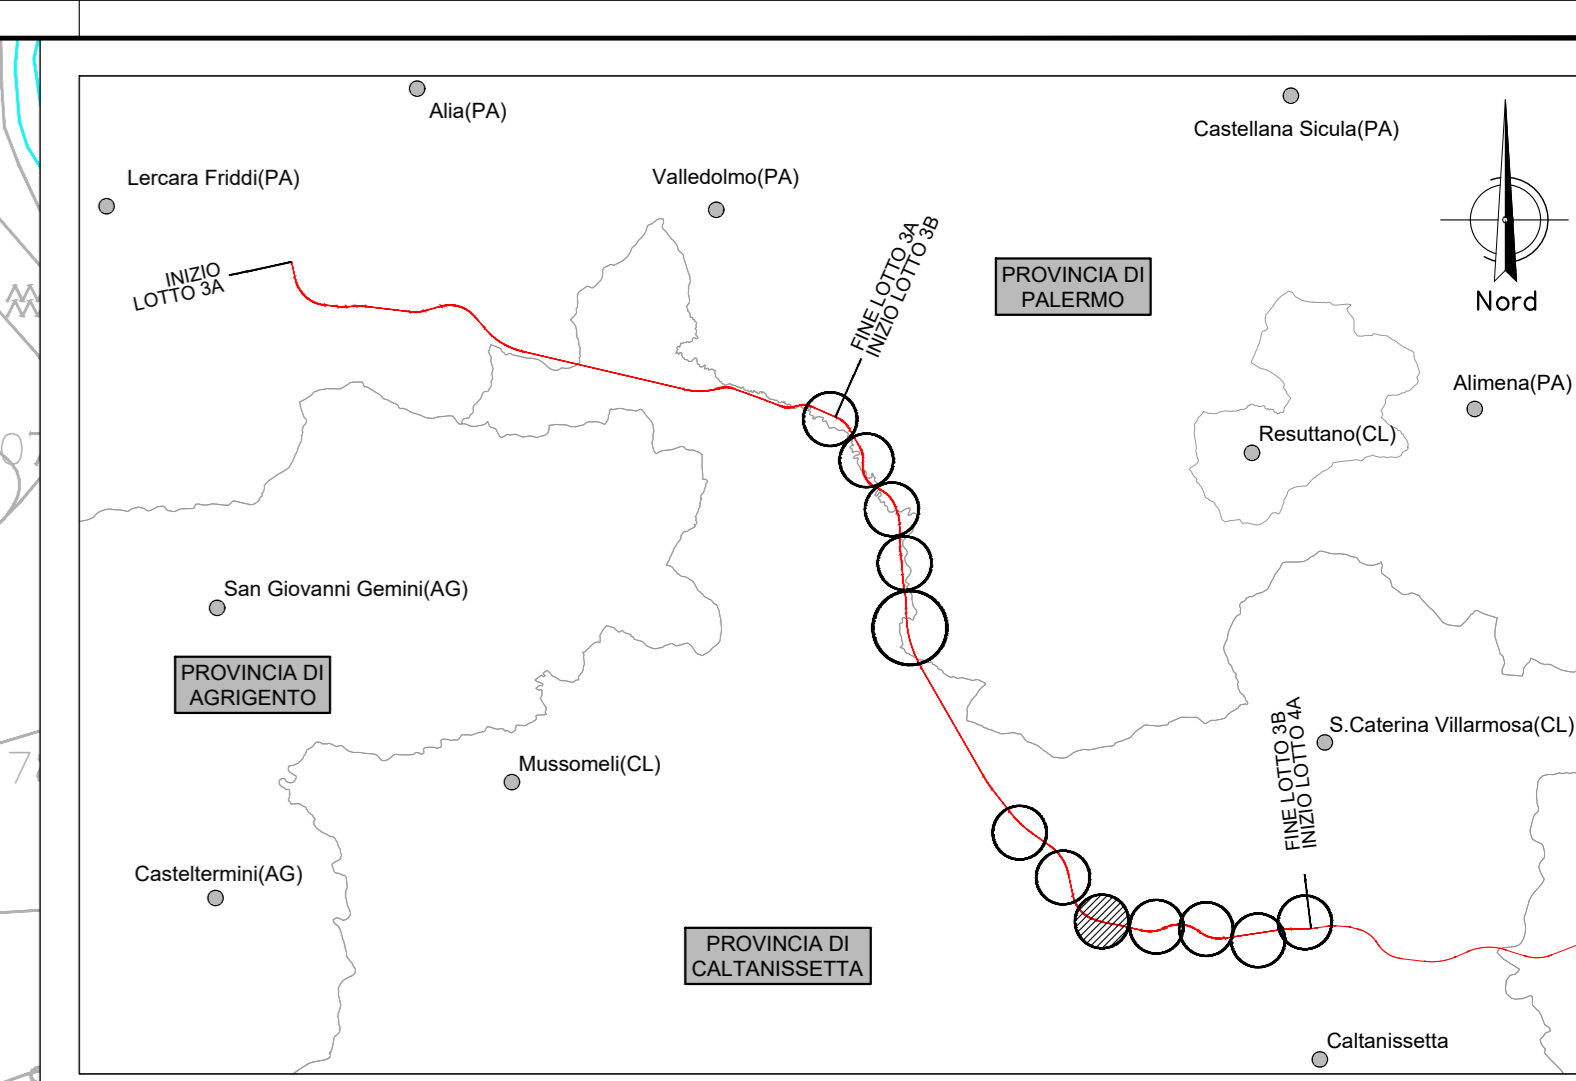 Alia(PA)
Castellana Sicula(PA)
Lercara Friddi(PA)
Valledolmo(PA)
INIZIO
LOTTO 3A
FINE LOTTO 3A
INIZIO LOTTO 3B
PROVINCIA DI
PALERMO
Nord
Alimena(PA)
Resuttano(CL)
San Giovanni Gemini(AG)
PROVINCIA DI
AGRIGENTO
FINE LOTTO 3B
INIZIO LOTTO 4A
S.Caterina Villarmosa(CL)
Mussomeli(CL)
Casteltermini(AG)
PROVINCIA DI
CALTANISSETTA
Caltanissetta